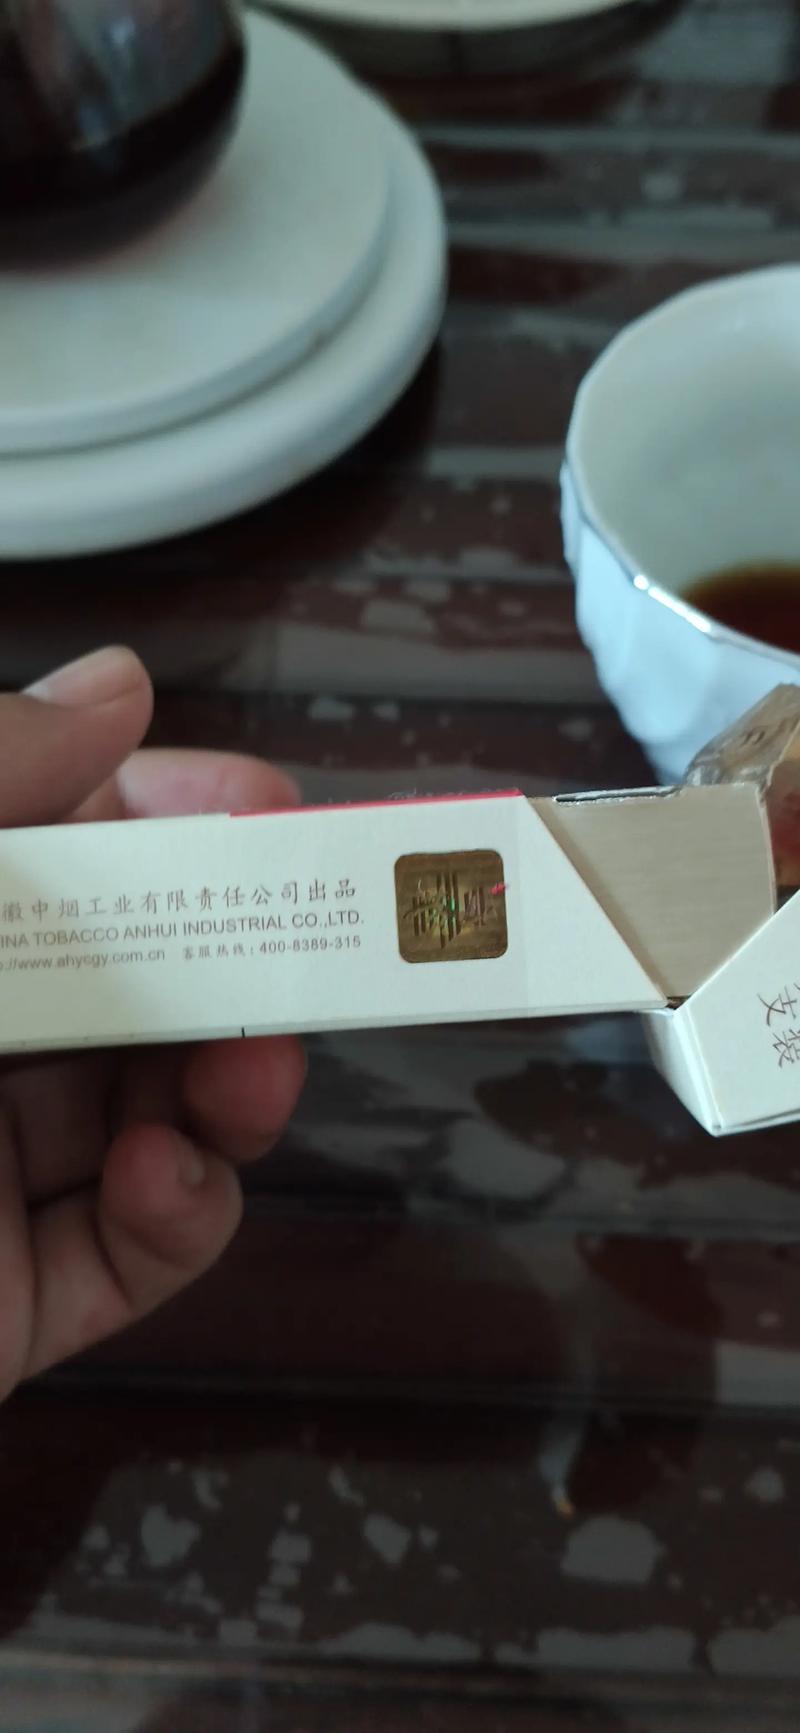 徽中烟工业有限责任公司出品
INA TOBACCO ANHUI INDUSTRIAL CO.,LTD.
://www.ahycgy.com.cn 客服热线:400-8389-315
支装